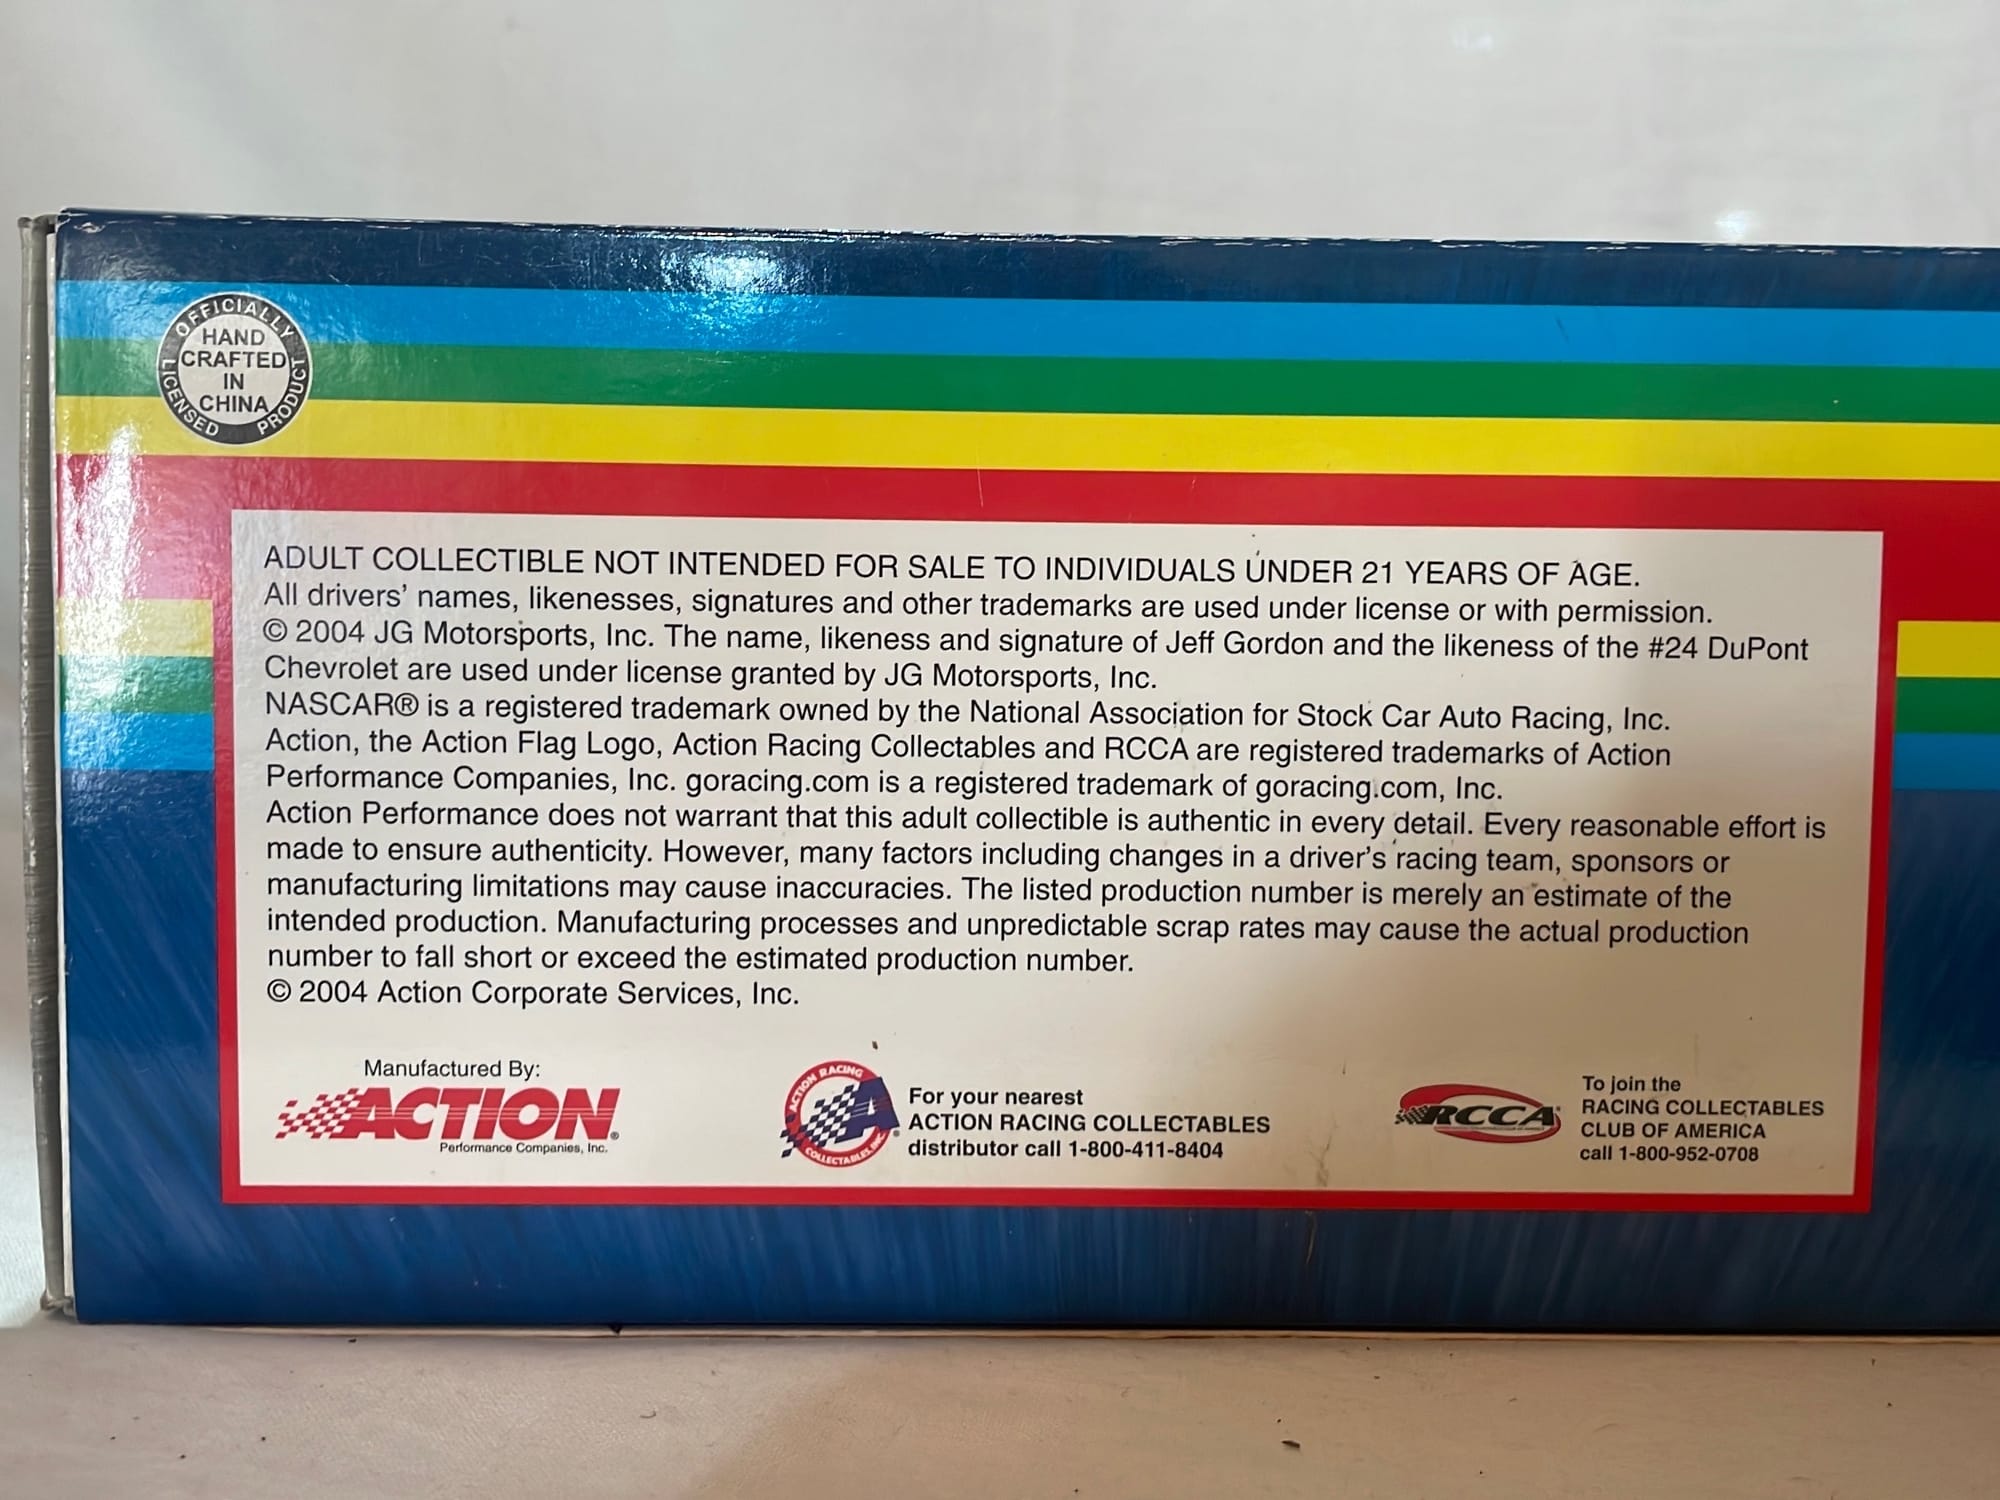 OFFICIALLY
LICENSED PRODUCT
HAND
CRAFTED
IN
CHINA
ADULT COLLECTIBLE NOT INTENDED FOR SALE TO INDIVIDUALS UNDER 21 YEARS OF AGE.
All drivers' names, likenesses, signatures and other trademarks are used under license or with permission.
© 2004 JG Motorsports, Inc. The name, likeness and signature of Jeff Gordon and the likeness of the #24 DuPont
Chevrolet are used under license granted by JG Motorsports, Inc.
NASCAR® is a registered trademark owned by the National Association for Stock Car Auto Racing, Inc.
Action, the Action Flag Logo, Action Racing Collectables and RCCA are registered trademarks of Action
Performance Companies, Inc. goracing.com is a registered trademark of goracing.com, Inc.
Action Performance does not warrant that this adult collectible is authentic in every detail. Every reasonable effort is
made to ensure authenticity. However, many factors including changes in a driver's racing team, sponsors or
manufacturing limitations may cause inaccuracies. The listed production number is merely an estimate of the
intended production. Manufacturing processes and unpredictable scrap rates may cause the actual production
number to fall short or exceed the estimated production number.
© 2004 Action Corporate Services, Inc.
Manufactured By:
ACTION®
Performance Companies, Inc.
ACTION RACING
A®
COLLECTABLES, INC.
For your nearest
ACTION RACING COLLECTABLES
distributor call 1-800-411-8404
RCCA
To join the
RACING COLLECTABLES
CLUB OF AMERICA
call 1-800-952-0708